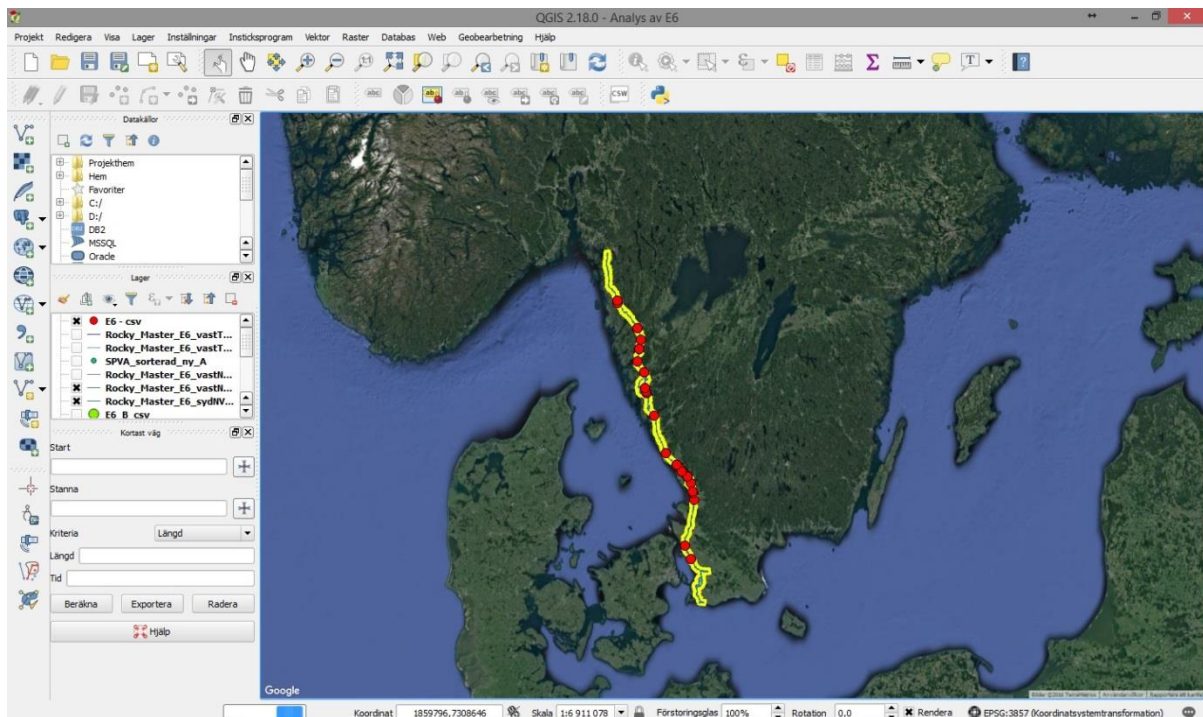 QGIS 2.18.0 - Analys av E6
Projekt Redigera Visa Lager Inställningar Insticksprogram Vektor Raster Databas Web Geobearbetning Hjälp
CSW
Datakällor
Projekthem
Hem
Favoriter
C:/
D:/
DB2
MSSQL
Oracle
Lager
E6 - csv
Rocky_Master_E6_vastT...
Rocky_Master_E6_vastT...
SPVA_sorterad_ny_A
Rocky_Master_E6_vastN...
Rocky_Master_E6_vastN...
Rocky_Master_E6_sydNV...
E6_B_csv
Kortast väg
Start
Stanna
Kriteria Längd
Längd
Tid
Beräkna Exportera Radera
Hjälp
Google
Koordinat 1859796,7308646 Skala 1:6 911 078 Förstoringsglas 100% Rotation 0,0 Rendera EPSG:3857 (Koordinatsystemtransformation)